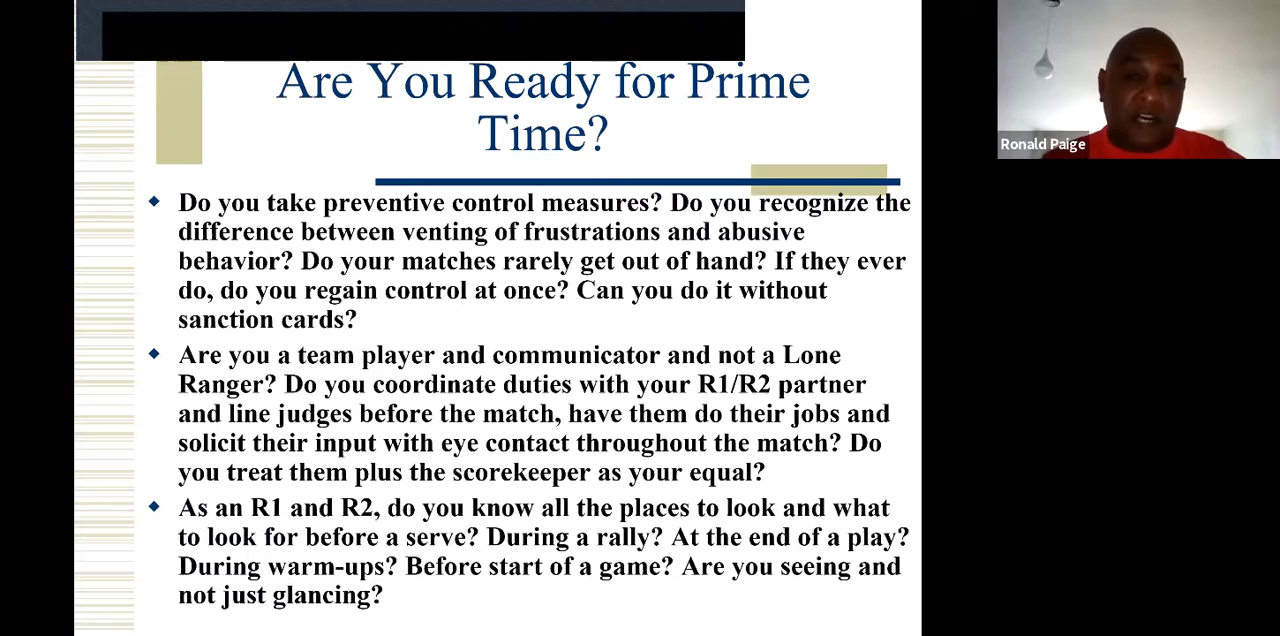 Are You Ready for Prime
Time?
Do you take preventive control measures? Do you recognize the
difference between venting of frustrations and abusive
behavior? Do your matches rarely get out of hand? If they ever
do, do you regain control at once? Can you do it without
sanction cards?
Are you a team player and communicator and not a Lone
Ranger? Do you coordinate duties with your R1/R2 partner
and line judges before the match, have them do their jobs and
solicit their input with eye contact throughout the match? Do
you treat them plus the scorekeeper as your equal?
As an R1 and R2, do you know all the places to look and what
to look for before a serve? During a rally? At the end of a play?
During warm-ups? Before start of a game? Are you seeing and
not just glancing?
Ronald Paige